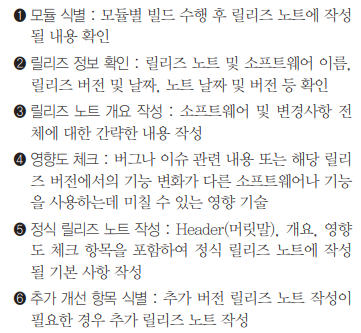 ❶ 모듈 식별 : 모듈별 빌드 수행 후 릴리즈 노트에 작성
될 내용 확인
❷ 릴리즈 정보 확인 : 릴리즈 노트 및 소프트웨어 이름,
릴리즈 버전 및 날짜, 노트 날짜 및 버전 등 확인
❸ 릴리즈 노트 개요 작성 : 소프트웨어 및 변경사항 전
체에 대한 간략한 내용 작성
❹ 영향도 체크 : 버그나 이슈 관련 내용 또는 해당 릴리
즈 버전에서의 기능 변화가 다른 소프트웨어나 기능
을 사용하는데 미칠 수 있는 영향 기술
❺ 정식 릴리즈 노트 작성 : Header(머릿말), 개요, 영향
도 체크 항목을 포함하여 정식 릴리즈 노트에 작성
될 기본 사항 작성
❻ 추가 개선 항목 식별 : 추가 버전 릴리즈 노트 작성이
필요한 경우 추가 릴리즈 노트 작성